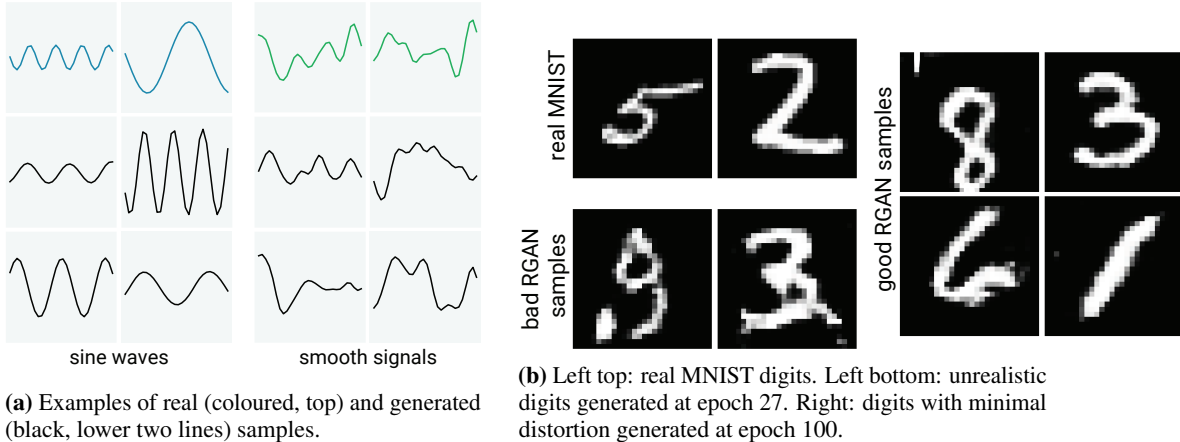 sine waves
smooth signals
(a) Examples of real (coloured, top) and generated
(black, lower two lines) samples.
real MNIST
bad RGAN
samples
good RGAN samples
(b) Left top: real MNIST digits. Left bottom: unrealistic
digits generated at epoch 27. Right: digits with minimal
distortion generated at epoch 100.